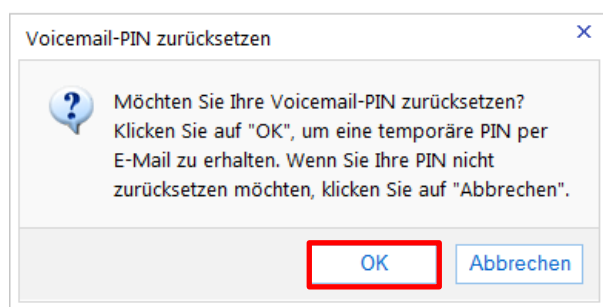 Voicemail-PIN zurücksetzen
Möchten Sie Ihre Voicemail-PIN zurücksetzen?
Klicken Sie auf "OK", um eine temporäre PIN per
E-Mail zu erhalten. Wenn Sie Ihre PIN nicht
zurücksetzen möchten, klicken Sie auf "Abbrechen".
OK Abbrechen